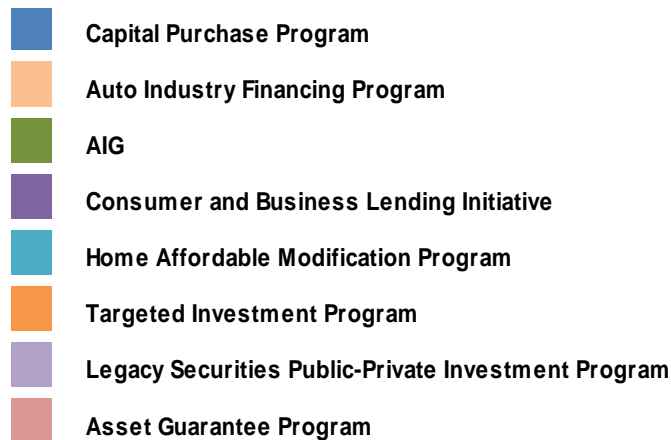 Capital Purchase Program
Auto Industry Financing Program
AIG
Consumer and Business Lending Initiative
Home Affordable Modification Program
Targeted Investment Program
Legacy Securities Public-Private Investment Program
Asset Guarantee Program